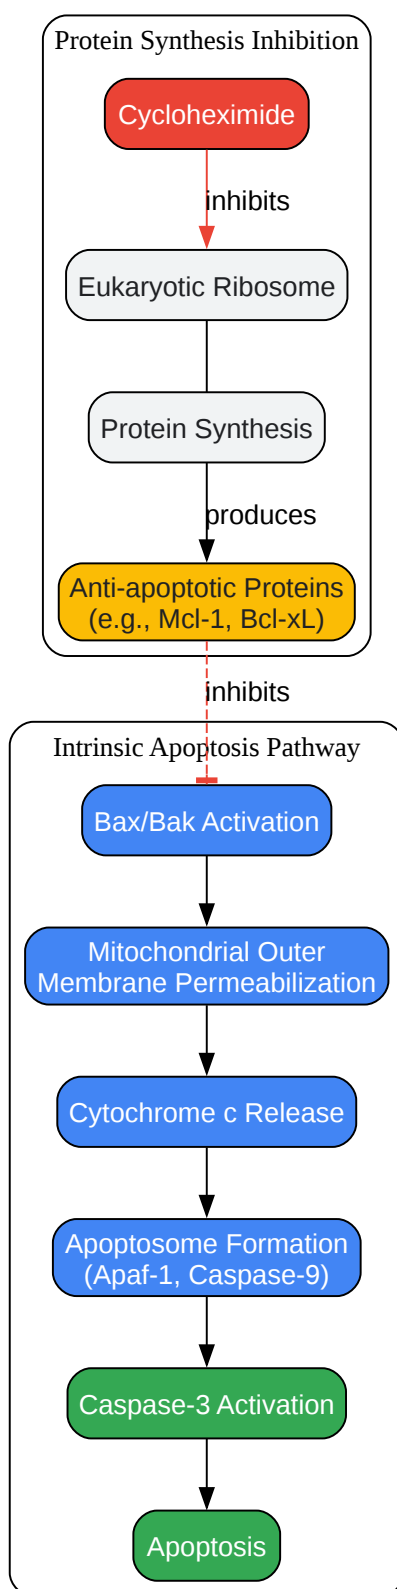 Protein Synthesis Inhibition
Cycloheximide
inhibits
Eukaryotic Ribosome
Protein Synthesis
produces
Anti-apoptotic Proteins
(e.g., Mcl-1, Bcl-xL)
inhibits
Intrinsic Apoptosis Pathway
Bax/Bak Activation
Mitochondrial Outer
Membrane Permeabilization
Cytochrome c Release
Apoptosome Formation
(Apaf-1, Caspase-9)
Caspase-3 Activation
Apoptosis